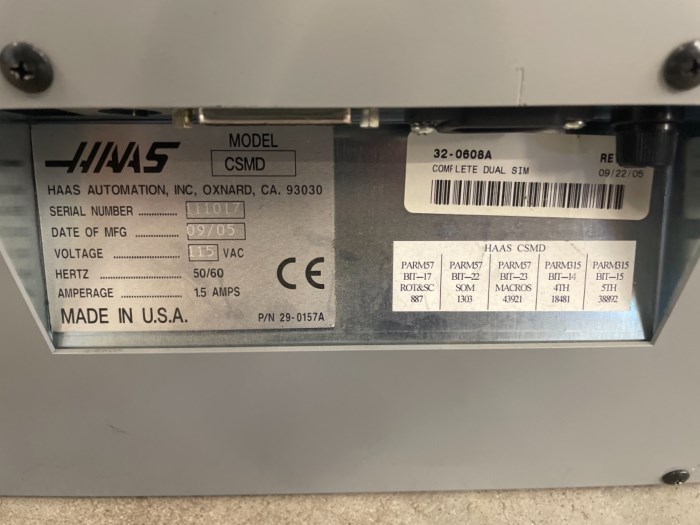 HAAS
MODEL
CSMD
HAAS AUTOMATION, INC, OXNARD, CA. 93030
SERIAL NUMBER .............. 111017
DATE OF MFG ............ 09/05
VOLTAGE .................... 115 VAC
HERTZ ........................ 50/60
AMPERAGE ................. 1.5 AMPS
CE
MADE IN U.S.A.
P/N 29-0157A
32-0608A RE
COMPLETE DUAL SIM 09/22/05
HAAS CSMD
PARM57 PARM57 PARM57 PARM315 PARM315
BIT-17 BIT-22 BIT-23 BIT-14 BIT-15
ROT&SC SOM MACROS 4TH 5TH
887 1303 43921 18481 38892